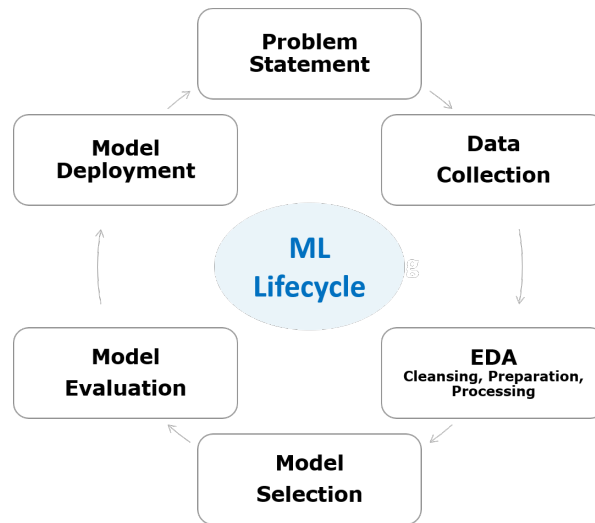 Problem
Statement
Data
Collection
EDA
Cleansing, Preparation,
Processing
Model
Selection
Model
Evaluation
Model
Deployment
ML
Lifecycle
g